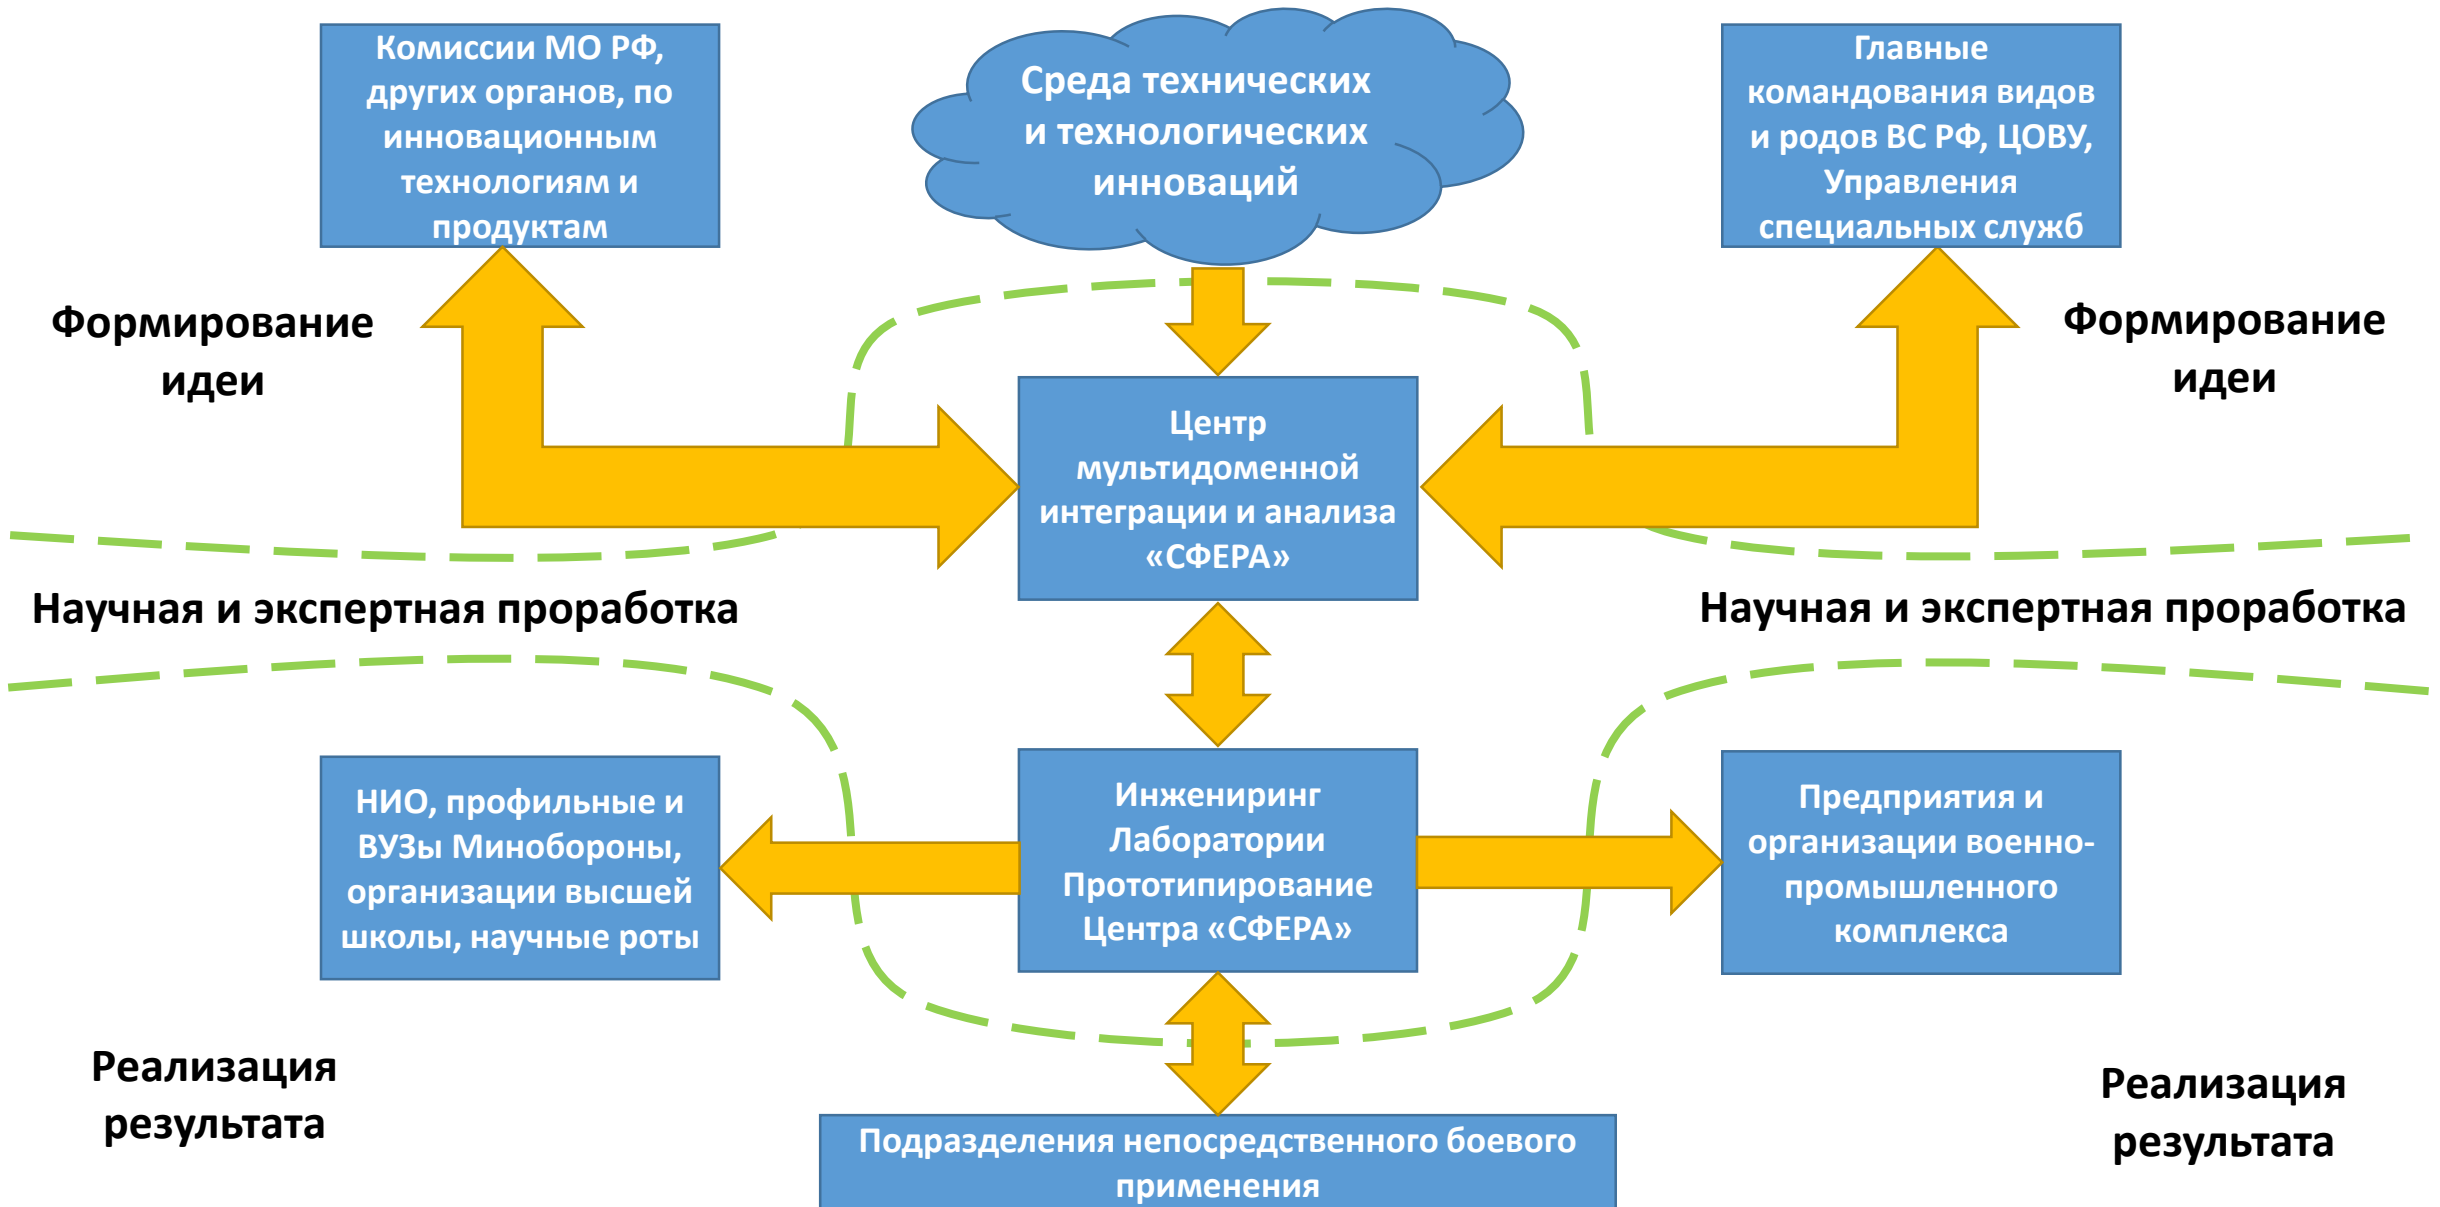 Комиссии МО РФ,
других органов, по
инновационным
технологиям и
продуктам
Среда технических
и технологических
инноваций
Главные
командования видов
и родов ВС РФ, ЦОВУ,
Управления
специальных служб
Формирование
идеи
Формирование
идеи
Центр
мультидоменной
интеграции и анализа
«СФЕРА»
Научная и экспертная проработка
Научная и экспертная проработка
НИО, профильные и
ВУЗы Минобороны,
организации высшей
школы, научные роты
Инжениринг
Лаборатории
Прототипирование
Центра «СФЕРА»
Предприятия и
организации военно-
промышленного
комплекса
Реализация
результата
Реализация
результата
Подразделения непосредственного боевого
применения